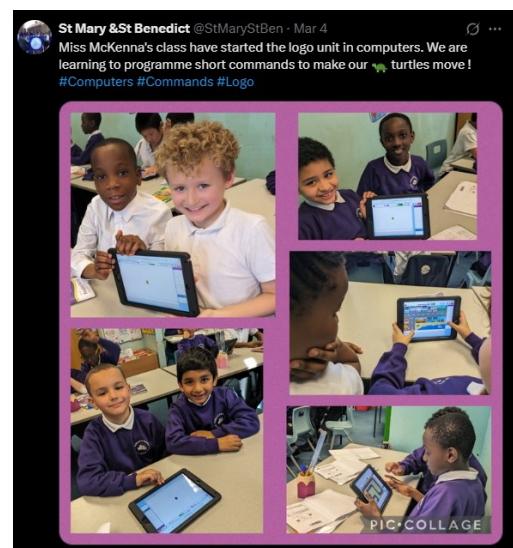 St Mary &St Benedict @StMaryStBen · Mar 4
Miss McKenna's class have started the logo unit in computers. We are
learning to programme short commands to make our 🐢 turtles move !
#Computers #Commands #Logo
PIC•COLLAGE